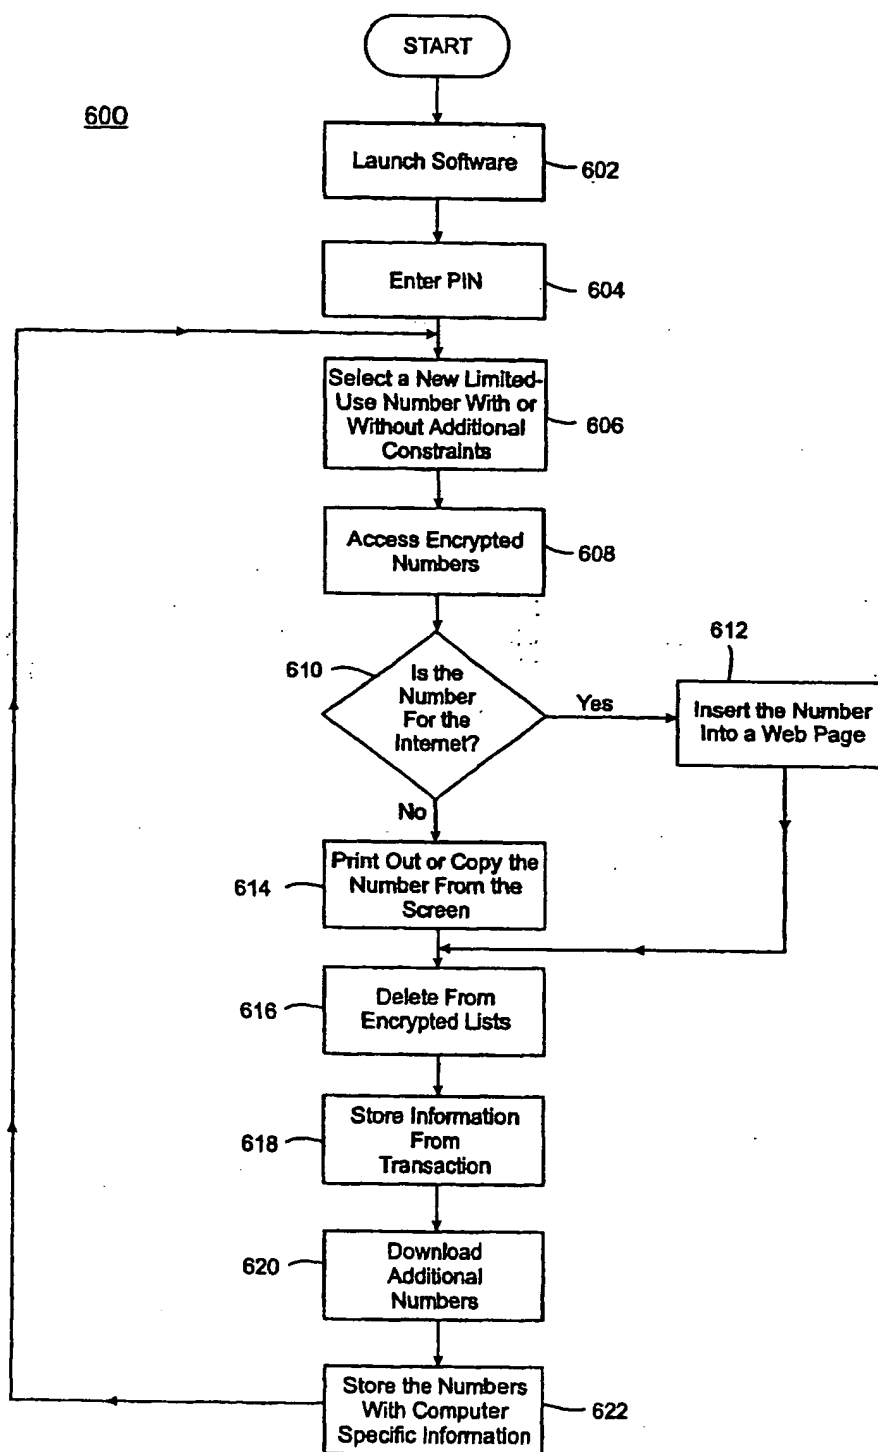 START
600
Launch Software
602
Enter PIN
604
Select a New Limited-
Use Number With or
Without Additional
Constraints
606
Access Encrypted
Numbers
608
610
Is the
Number
For the
Internet?
Yes
612
Insert the Number
Into a Web Page
No
614
Print Out or Copy the
Number From the
Screen
616
Delete From
Encrypted Lists
618
Store Information
From
Transaction
620
Download
Additional
Numbers
Store the Numbers
With Computer
Specific Information
622